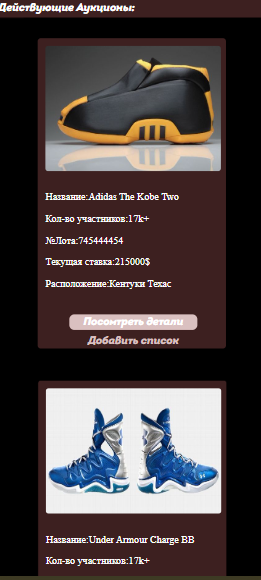 Действующие Аукционы:
Название:Adidas The Kobe Two
Кол-во участников:17k+
№Лота:745444454
Текущая ставка:215000$
Расположение:Кентуки Техас
Посомтреть детали
Добавить список
Название:Under Armour Charge BB
Кол-во участников:17k+